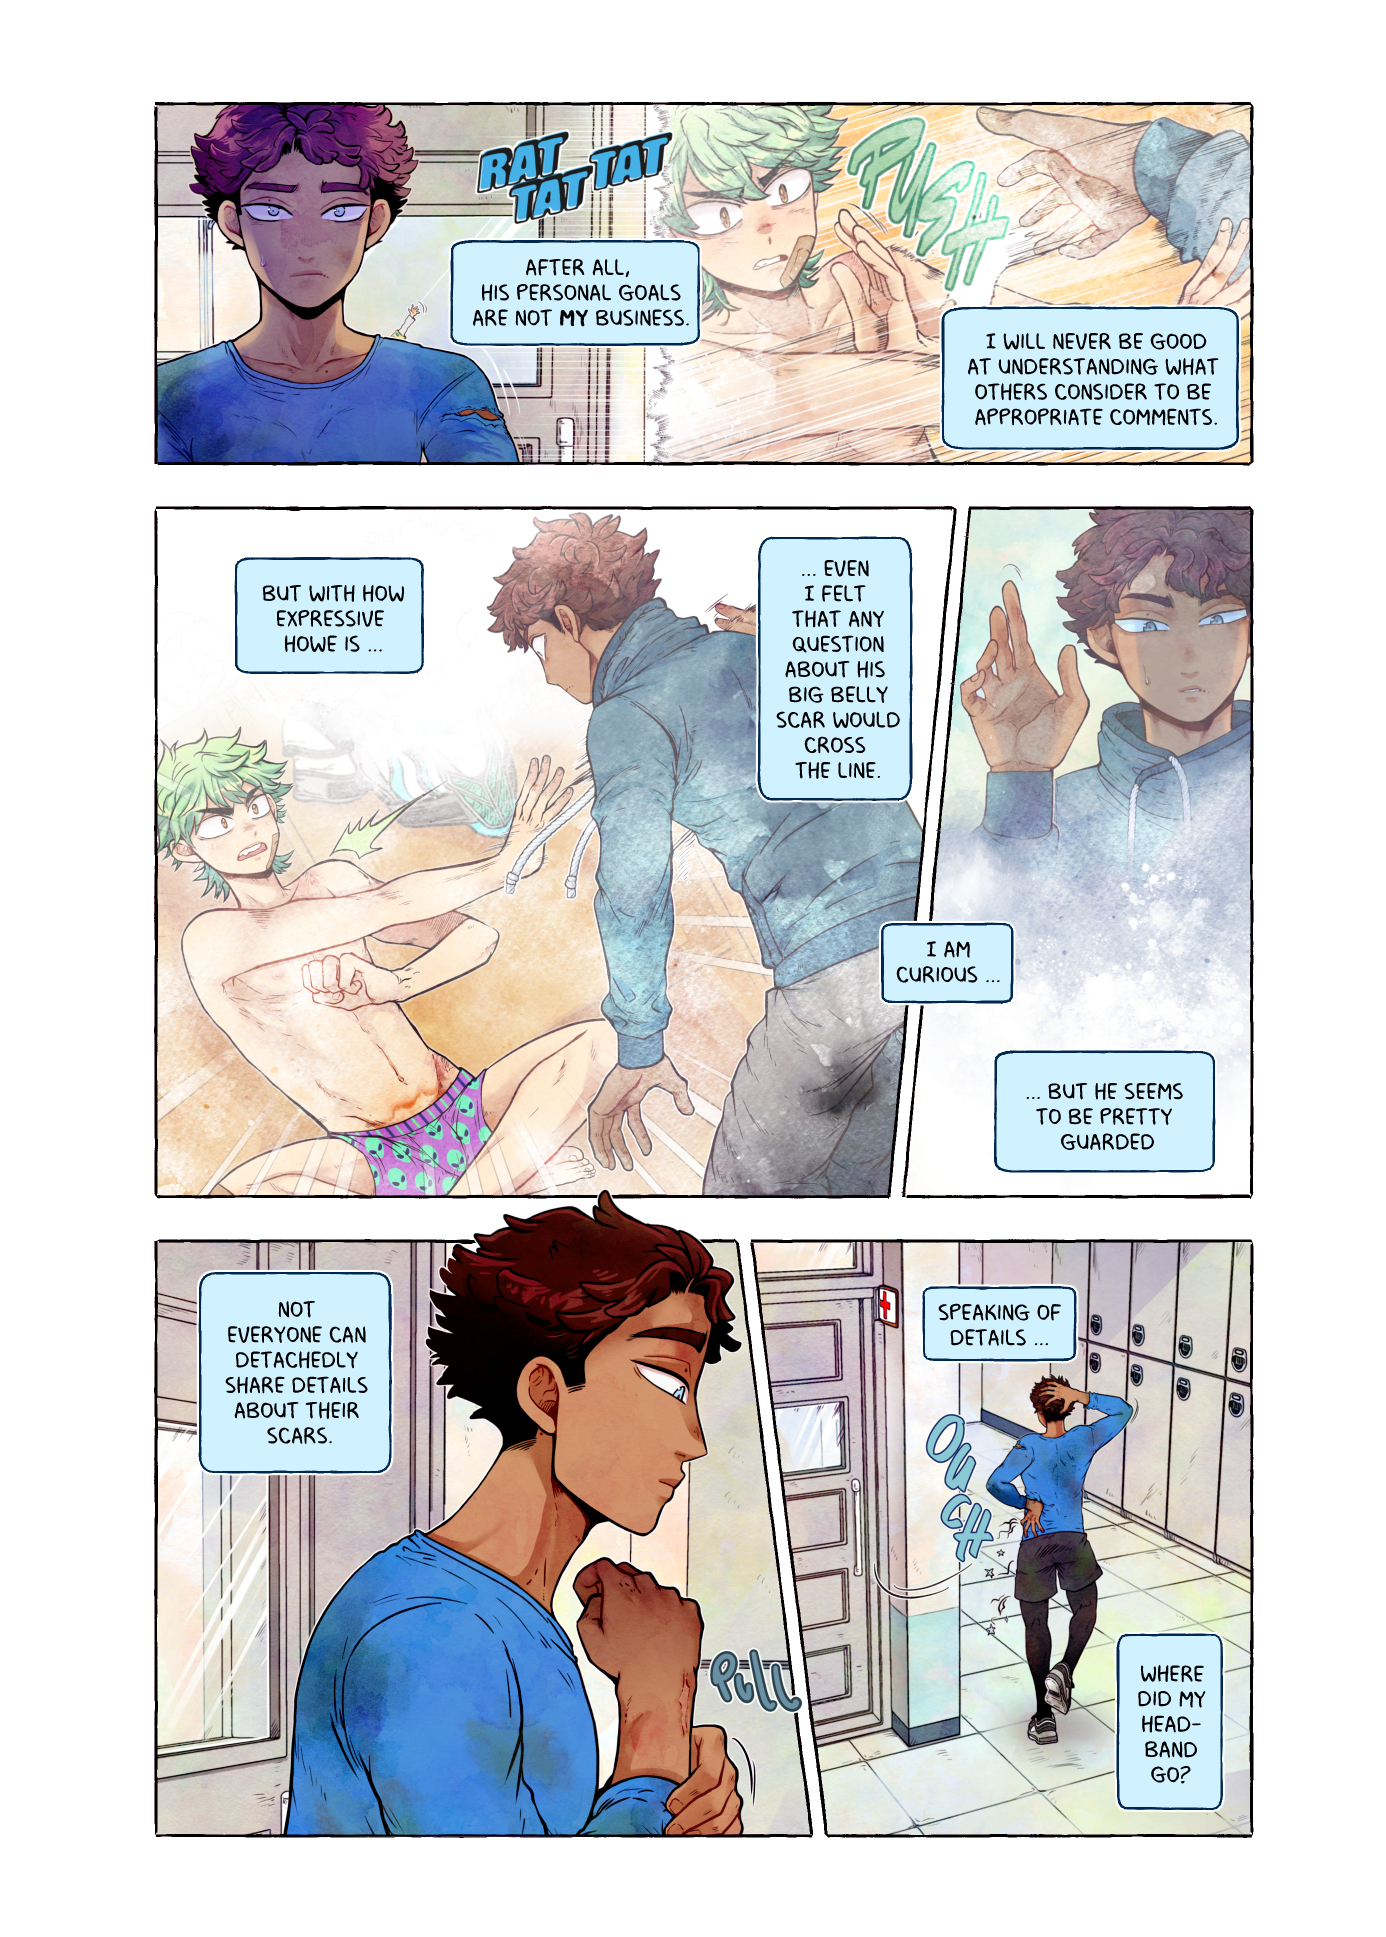 RAT
TAT TAT
AFTER ALL,
HIS PERSONAL GOALS
ARE NOT MY BUSINESS.
PUSH
I WILL NEVER BE GOOD
AT UNDERSTANDING WHAT
OTHERS CONSIDER TO BE
APPROPRIATE COMMENTS.
BUT WITH HOW
EXPRESSIVE
HOWE IS ...
... EVEN
I FELT
THAT ANY
QUESTION
ABOUT HIS
BIG BELLY
SCAR WOULD
CROSS
THE LINE.
I AM
CURIOUS ...
... BUT HE SEEMS
TO BE PRETTY
GUARDED
NOT
EVERYONE CAN
DETACHEDLY
SHARE DETAILS
ABOUT THEIR
SCARS.
PULL
SPEAKING OF
DETAILS ...
OUCH
WHERE
DID MY
HEAD-
BAND
GO?